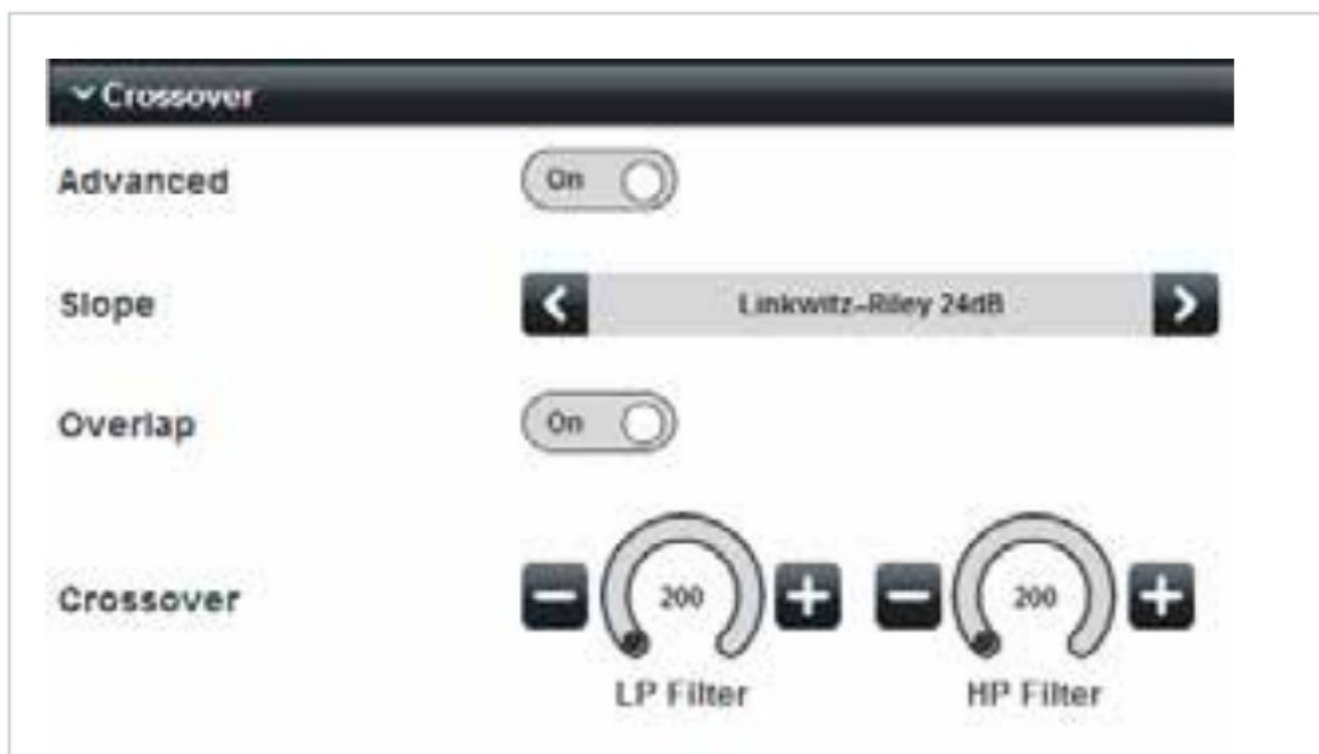 Crossover
Advanced On
Slope Linkwitz-Riley 24dB
Overlap On
Crossover 200 200
LP Filter HP Filter